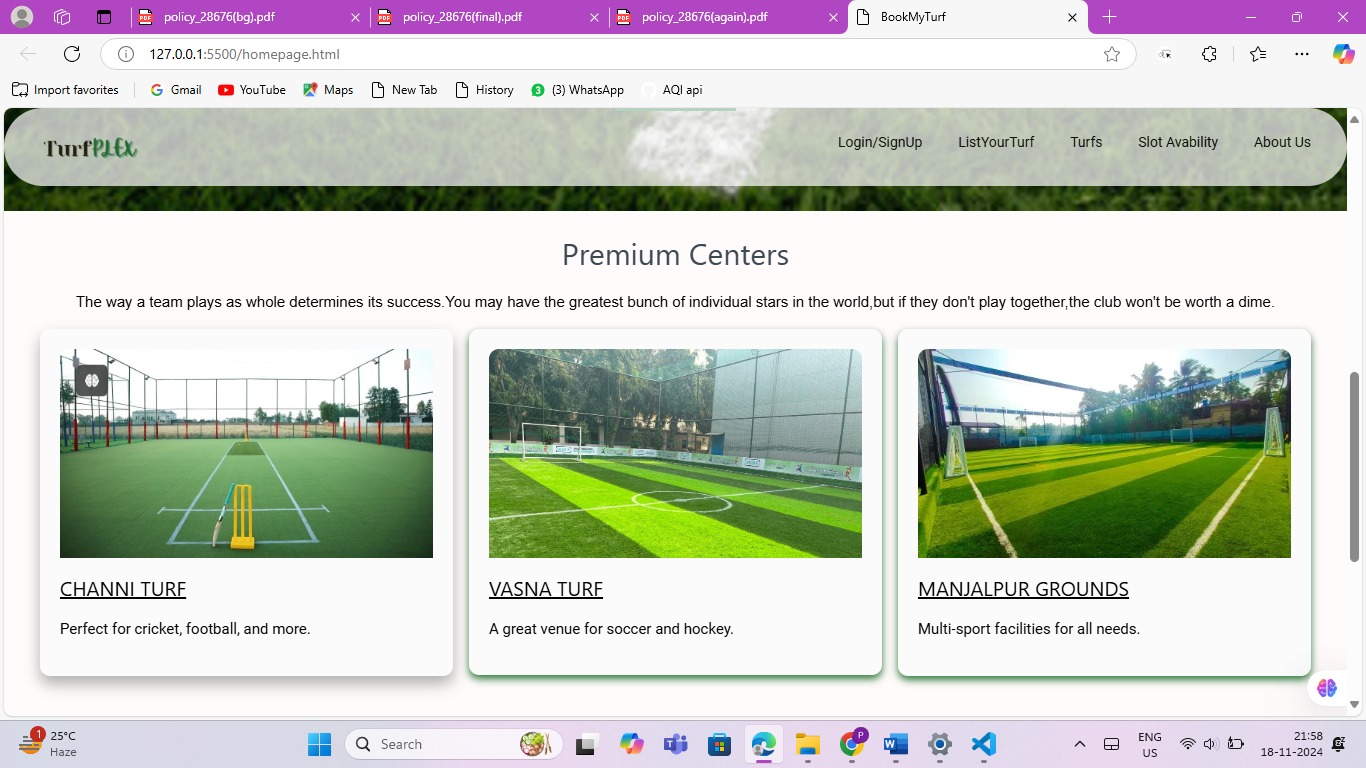 policy_28676(bg).pdf
policy_28676(final).pdf
policy_28676(again).pdf
BookMyTurf
127.0.0.1:5500/homepage.html
Import favorites
Gmail
YouTube
Maps
New Tab
History
(3) WhatsApp
AQI api
TurfPLEX
Login/SignUp
ListYourTurf
Turfs
Slot Avability
About Us
Premium Centers
The way a team plays as whole determines its success.You may have the greatest bunch of individual stars in the world,but if they don't play together,the club won't be worth a dime.
CHANNI TURF
Perfect for cricket, football, and more.
VASNA TURF
A great venue for soccer and hockey.
MANJALPUR GROUNDS
Multi-sport facilities for all needs.
1
25°C
Haze
Search
P
ENG
US
21:58
18-11-2024